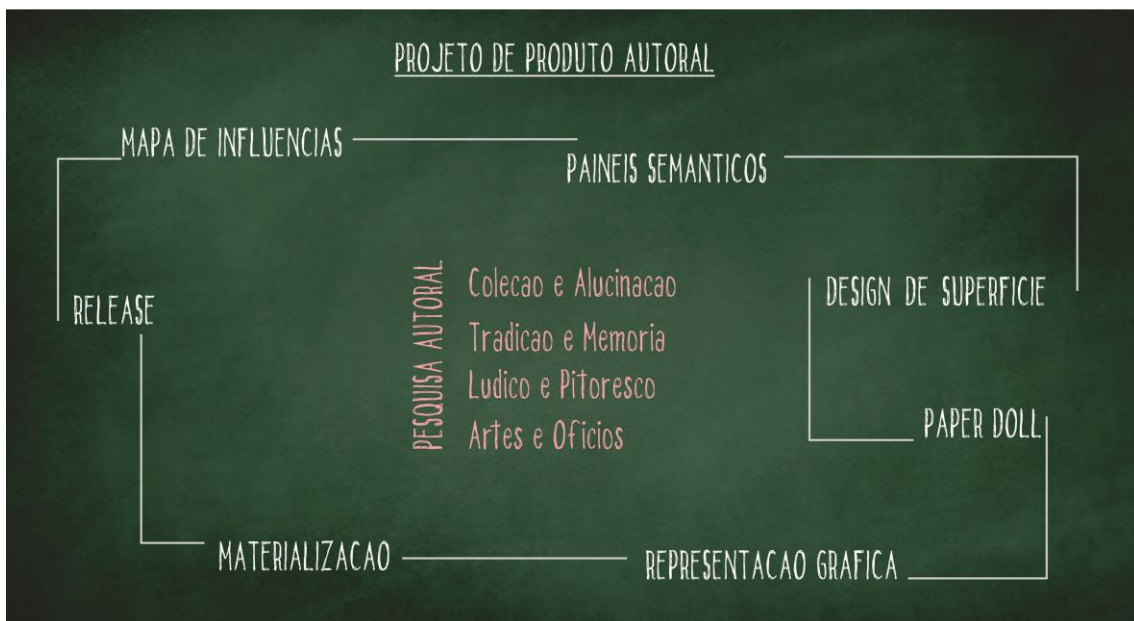 PROJETO DE PRODUTO AUTORAL
MAPA DE INFLUENCIAS
PAINEIS SEMANTICOS
DESIGN DE SUPERFICIE
PAPER DOLL
REPRESENTACAO GRAFICA
MATERIALIZACAO
RELEASE
PESQUISA AUTORAL
Colecao e Alucinacao
Tradicao e Memoria
Ludico e Pitoresco
Artes e Oficios